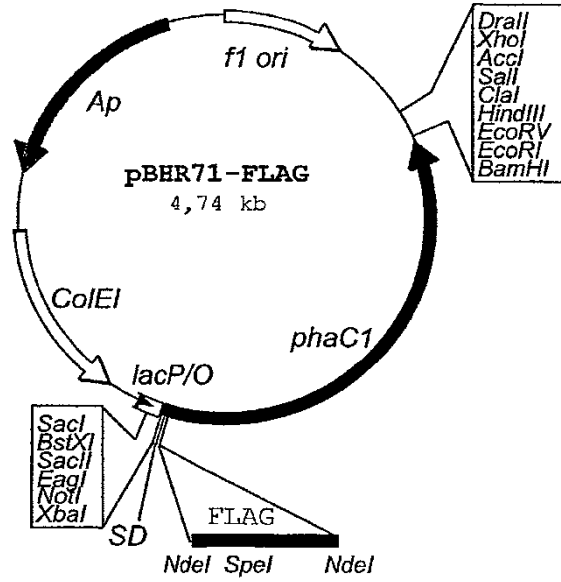 f1 ori
DraII
XhoI
AccI
SalI
ClaI
HindIII
EcoRV
EcoRI
BamHI
Ap
pBHR71-FLAG
4,74 kb
ColEI
phaC1
lacP/O
SacI
BstXI
SacII
EagI
NotI
XbaI
SD
FLAG
NdeI SpeI NdeI